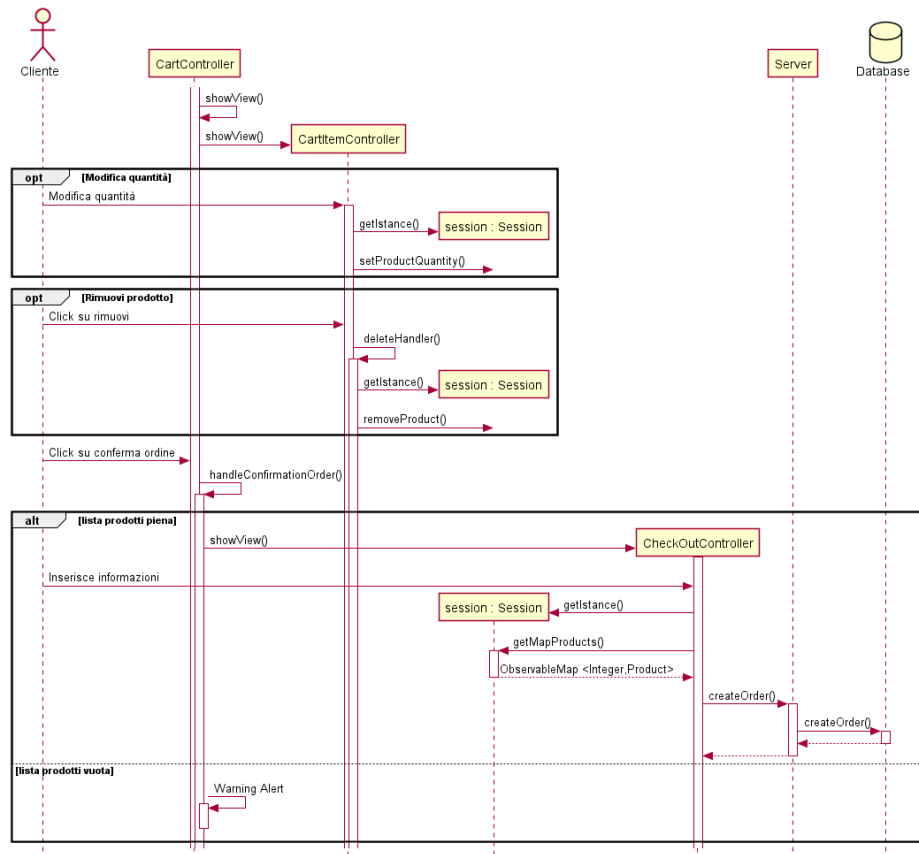 Cliente
CartController
Server
Database
showView()
showView()
CartItemController
opt
[Modifica quantità]
Modifica quantità
getIstance()
session : Session
setProductQuantity()
opt
[Rimuovi prodotto]
Click su rimuovi
deleteHandler()
getIstance()
session : Session
removeProduct()
Click su conferma ordine
handleConfirmationOrder()
alt
[lista prodotti piena]
showView()
CheckOutController
Inserisce informazioni
session : Session
getIstance()
getMapProducts()
ObservableMap <Integer,Product>
createOrder()
createOrder()
[lista prodotti vuota]
Warning Alert